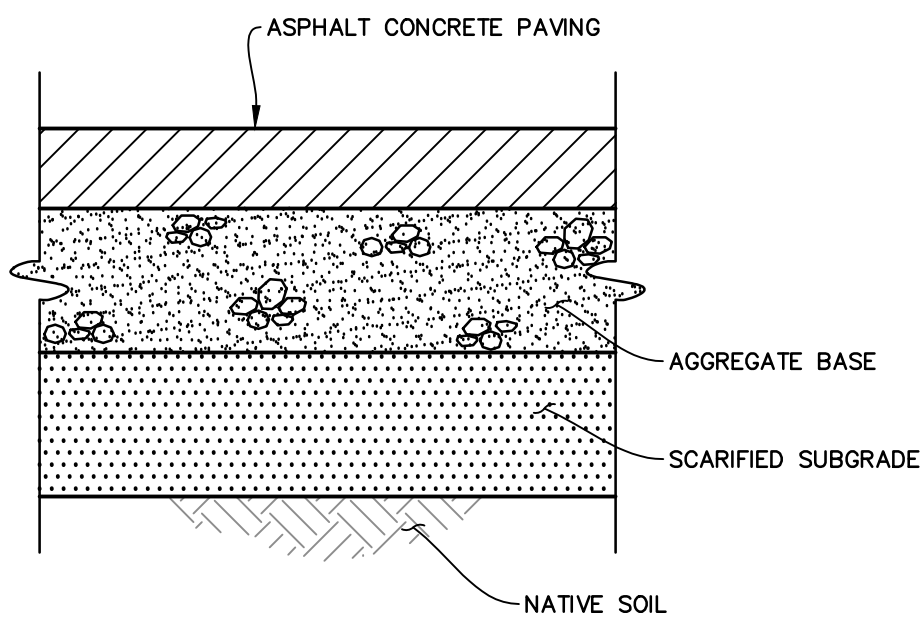 ASPHALT CONCRETE PAVING
AGGREGATE BASE
SCARIFIED SUBGRADE
NATIVE SOIL